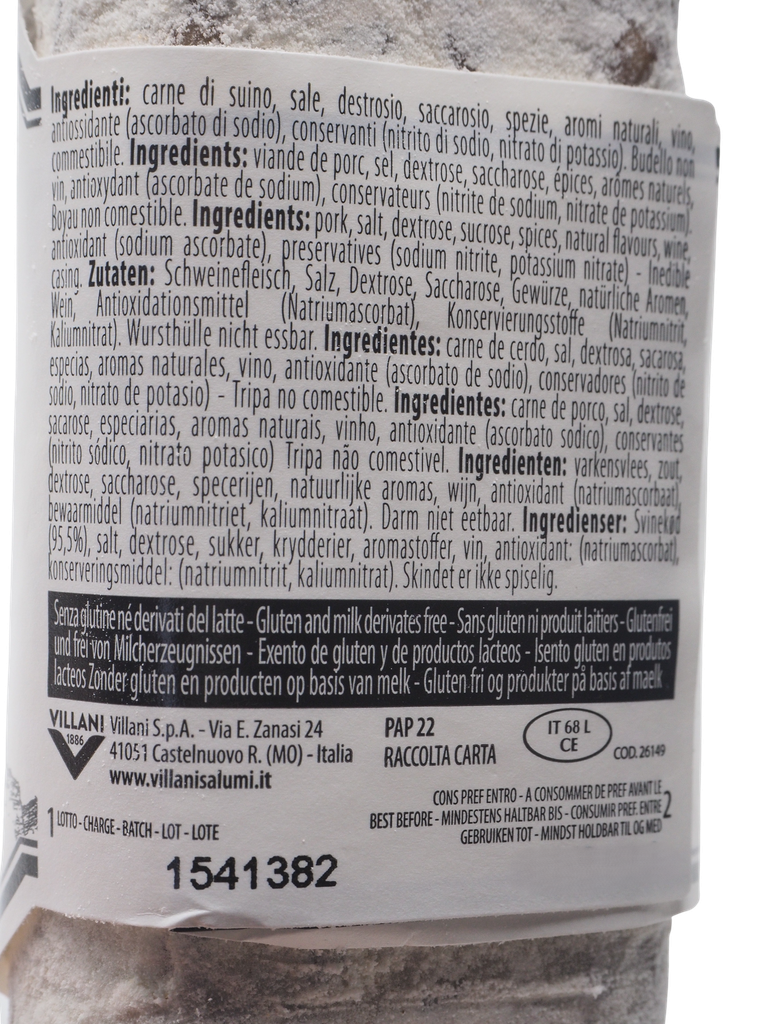 Ingredienti: carne di suino, sale, destrosio, saccarosio, spezie, aromi naturali, vino,
antiossidante (ascorbato di sodio), conservanti (nitrito di sodio, nitrato di potassio). Budello non
commestibile. Ingredients: viande de porc, sel, dextrose, saccharose, épices, arômes naturels,
vin, antioxydant (ascorbate de sodium), conservateurs (nitrite de sodium, nitrate de potassium).
Boyau non comestible. Ingredients: pork, salt, dextrose, sucrose, spices, natural flavours, wine,
antioxidant (sodium ascorbate), preservatives (sodium nitrite, potassium nitrate) - Inedible
casing. Zutaten: Schweinefleisch, Salz, Dextrose, Saccharose, Gewürze, natürliche Aromen,
Wein, Antioxidationsmittel (Natriumascorbat), Konservierungsstoffe (Natriumnitrit,
Kaliumnitrat). Wursthülle nicht essbar. Ingredientes: carne de cerdo, sal, dextrosa, sacarosa,
especias, aromas naturales, vino, antioxidante (ascorbato de sodio), conservadores (nitrito de
sodio, nitrato de potasio) - Tripa no comestible. Ingredientes: carne de porco, sal, dextrose,
sacarose, especiarias, aromas naturais, vinho, antioxidante (ascorbato sódico), conservantes
(nitrito sódico, nitrato potasico) Tripa não comestivel. Ingredienten: varkensvlees, zout,
dextrose, saccharose, specerijen, natuurlijke aromas, wijn, antioxidant (natriumascorbaat),
bewaarmiddel (natriumnitriet, kaliumnitraat). Darm niet eetbaar. Ingredienser: Svinekød
(95,5%), salt, dextrose, sukker, krydderier, aromastoffer, vin, antioxidant: (natriumascorbat),
konserveringsmiddel: (natriumnitrit, kaliumnitrat). Skindet er ikke spiselig.
Senza glutine né derivati del latte - Gluten and milk derivates free - Sans gluten ni produit laitiers - Glutenfrei
und frei von Milcherzeugnissen - Exento de gluten y de productos lácteos - Isento gluten en produtos
lacteos Zonder gluten en producten op basis van melk - Gluten fri og produkter på basis af maelk
VILLANI
1886
Villani S.p.A. - Via E. Zanasi 24
41051 Castelnuovo R. (MO) - Italia
www.villanisalumi.it
PAP 22
RACCOLTA CARTA
IT 68 L
CE
COD. 26149
CONS PREF ENTRO - A CONSOMMER DE PREF AVANT LE
BEST BEFORE - MINDESTENS HALTBAR BIS - CONSUMIR PREF. ENTRE
GEBRUIKEN TOT - MINDST HOLDBAR TIL OG MED
2
1 LOTTO - CHARGE - BATCH - LOT - LOTE
1541382